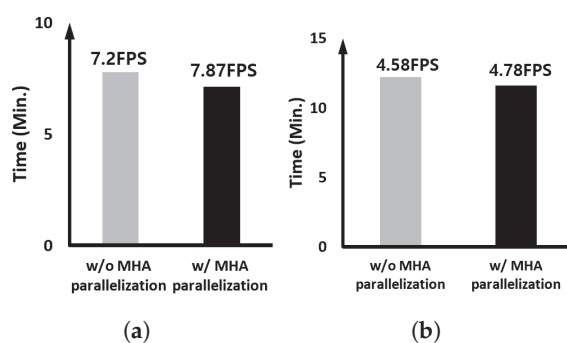 10
7.2FPS
7.87FPS
Time (Min.)
5
0
w/o MHA
parallelization
w/ MHA
parallelization
(a)
15
4.58FPS
4.78FPS
Time (Min.)
10
5
0
w/o MHA
parallelization
w/ MHA
parallelization
(b)